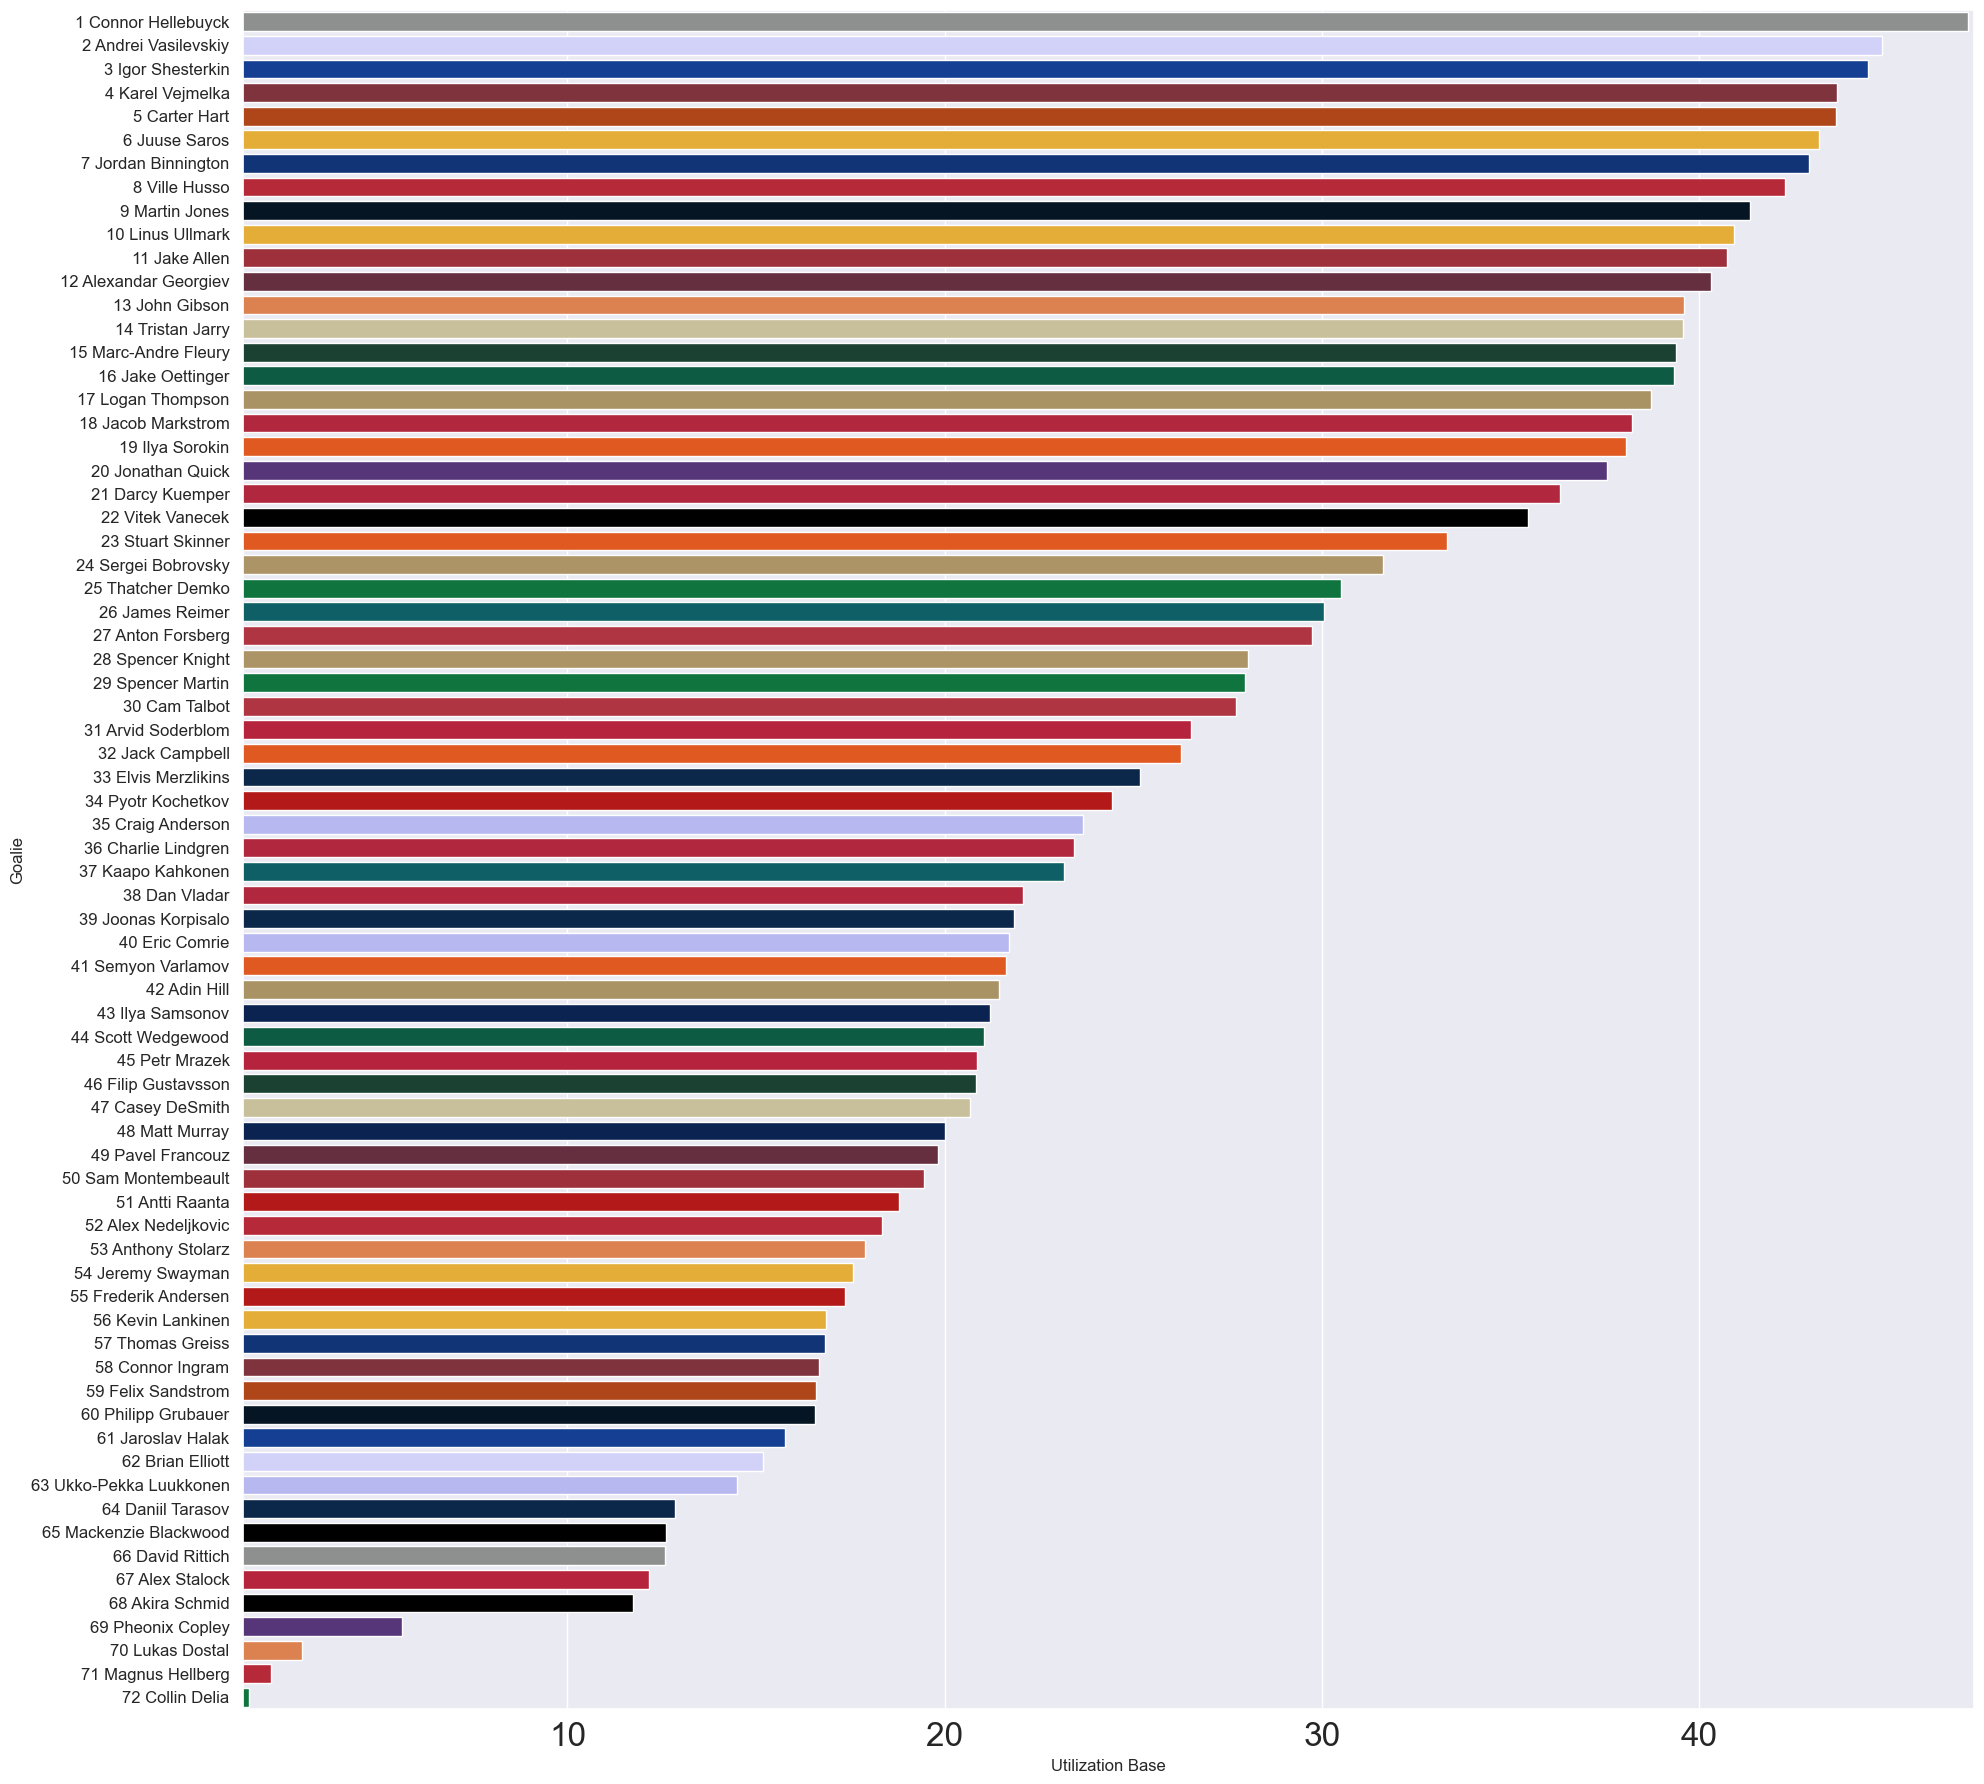 1 Connor Hellebuyck
2 Andrei Vasilevskiy
3 Igor Shesterkin
4 Karel Vejmelka
5 Carter Hart
6 Juuse Saros
7 Jordan Binnington
8 Ville Husso
9 Martin Jones
10 Linus Ullmark
11 Jake Allen
12 Alexandar Georgiev
13 John Gibson
14 Tristan Jarry
15 Marc-Andre Fleury
16 Jake Oettinger
17 Logan Thompson
18 Jacob Markstrom
19 Ilya Sorokin
20 Jonathan Quick
21 Darcy Kuemper
22 Vitek Vanecek
23 Stuart Skinner
24 Sergei Bobrovsky
25 Thatcher Demko
26 James Reimer
27 Anton Forsberg
28 Spencer Knight
29 Spencer Martin
30 Cam Talbot
31 Arvid Soderblom
32 Jack Campbell
33 Elvis Merzlikins
34 Pyotr Kochetkov
35 Craig Anderson
36 Charlie Lindgren
37 Kaapo Kahkonen
38 Dan Vladar
39 Joonas Korpisalo
40 Eric Comrie
41 Semyon Varlamov
42 Adin Hill
43 Ilya Samsonov
44 Scott Wedgewood
45 Petr Mrazek
46 Filip Gustavsson
47 Casey DeSmith
48 Matt Murray
49 Pavel Francouz
50 Sam Montembeault
51 Antti Raanta
52 Alex Nedeljkovic
53 Anthony Stolarz
54 Jeremy Swayman
55 Frederik Andersen
56 Kevin Lankinen
57 Thomas Greiss
58 Connor Ingram
59 Felix Sandstrom
60 Philipp Grubauer
61 Jaroslav Halak
62 Brian Elliott
63 Ukko-Pekka Luukkonen
64 Daniil Tarasov
65 Mackenzie Blackwood
66 David Rittich
67 Alex Stalock
68 Akira Schmid
69 Pheonix Copley
70 Lukas Dostal
71 Magnus Hellberg
72 Collin Delia
Goalie
10 20 30 40
Utilization Base